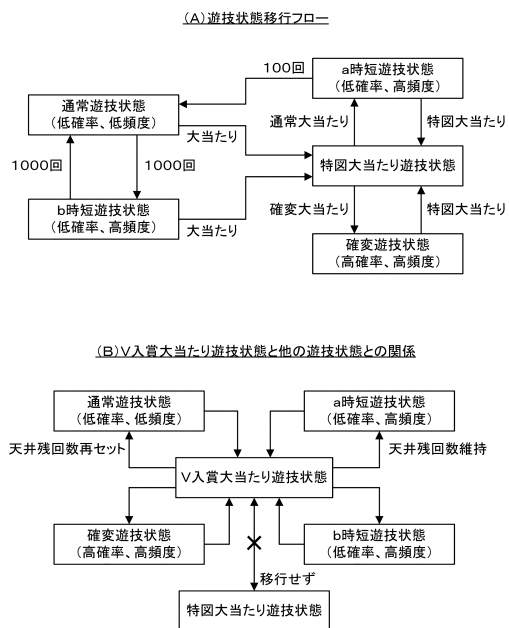 (A)遊技状態移行フロー
100回
a時短遊技状態
(低確率、高頻度)
通常遊技状態
(低確率、低頻度)
通常大当たり
特図大当たり
大当たり
1000回
1000回
特図大当たり遊技状態
b時短遊技状態
(低確率、高頻度)
大当たり
確変大当たり
特図大当たり
確変遊技状態
(高確率、高頻度)
(B)V入賞大当たり遊技状態と他の遊技状態との関係
通常遊技状態
(低確率、低頻度)
a時短遊技状態
(低確率、高頻度)
天井残回数再セット
天井残回数維持
V入賞大当たり遊技状態
確変遊技状態
(高確率、高頻度)
b時短遊技状態
(低確率、高頻度)
移行せず
特図大当たり遊技状態